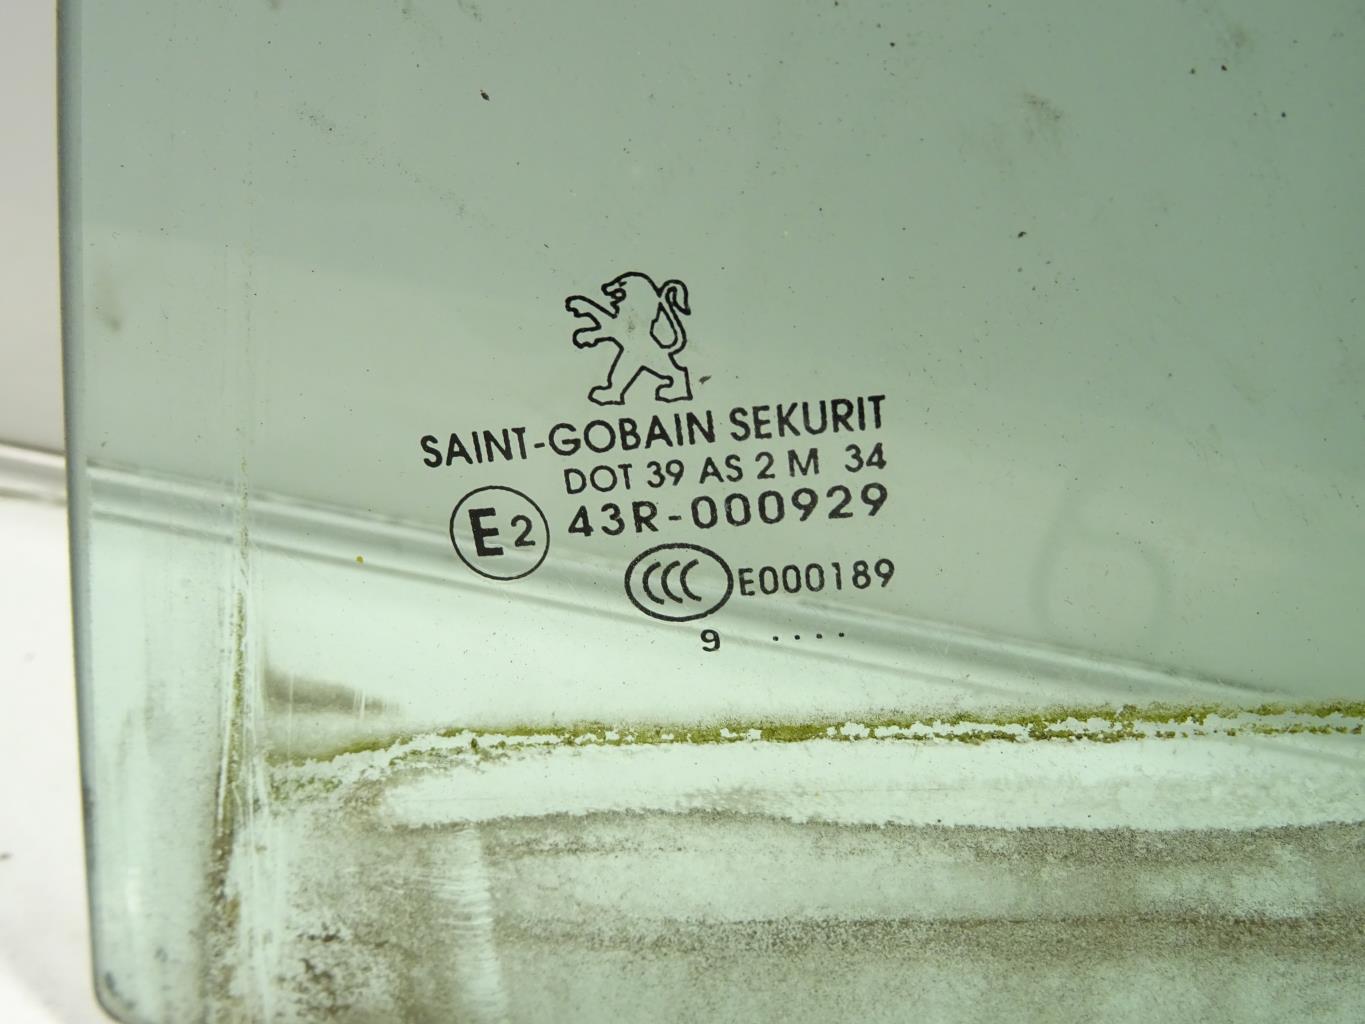 SAINT-GOBAIN SEKURIT
DOT 39 AS 2 M 34
E2 43R-000929
CCC E000189
9 ....